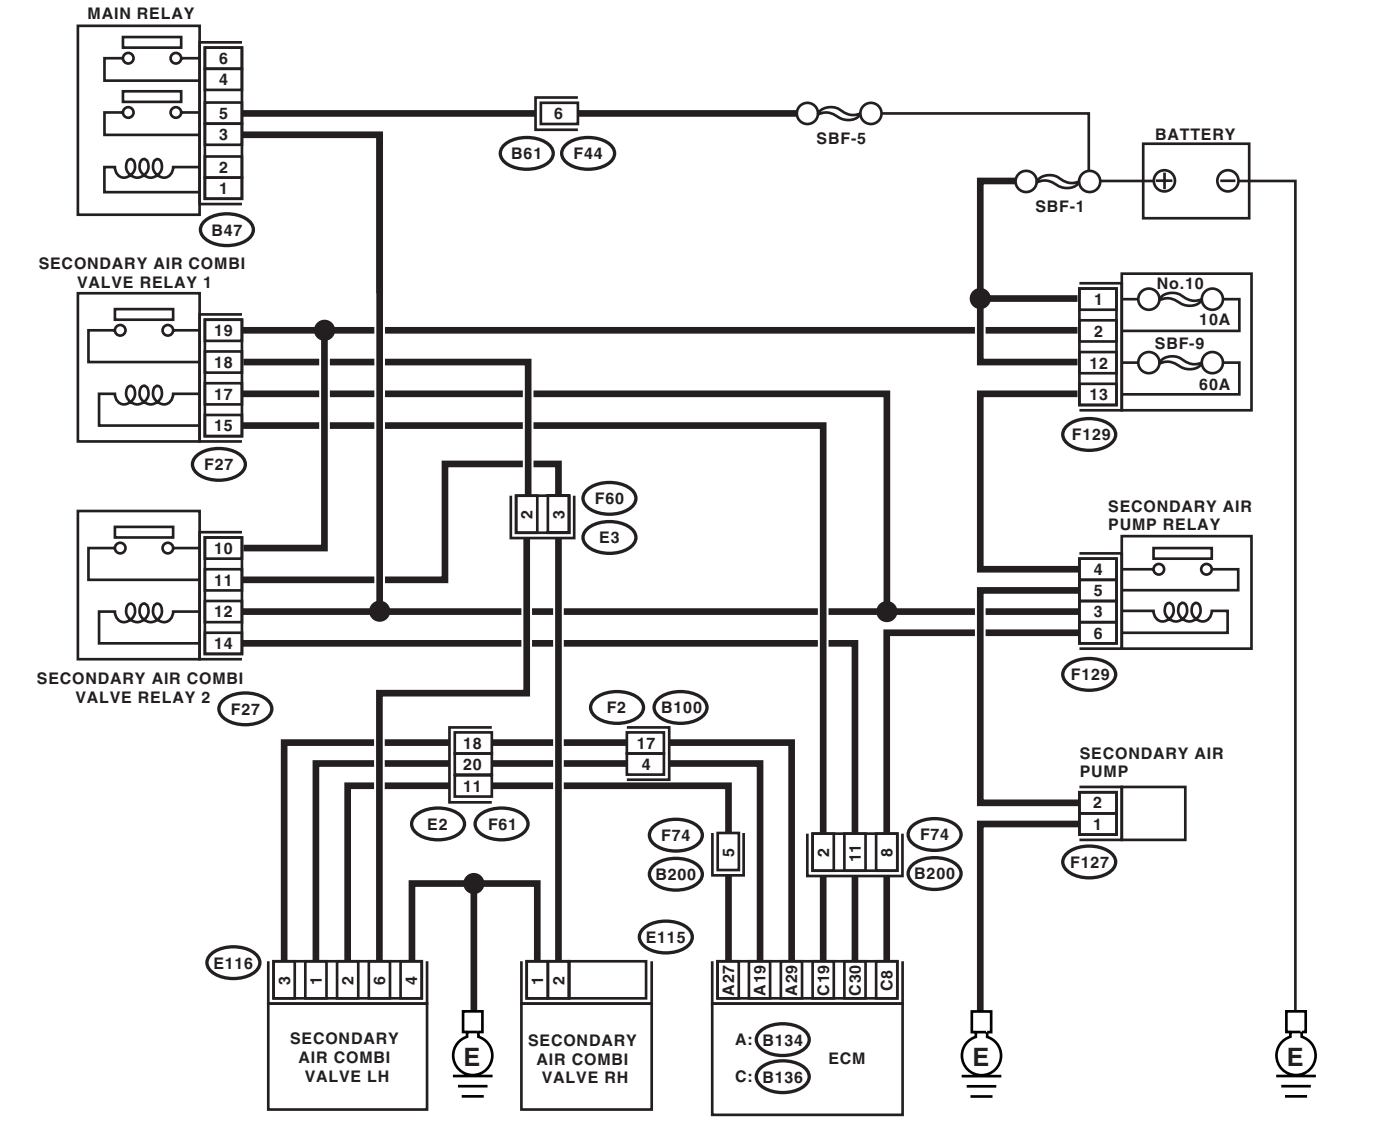 MAIN RELAY
6
4
5
3
2
1
B47
6
B61 F44
SBF-5
BATTERY
SBF-1
SECONDARY AIR COMBI
VALVE RELAY 1
19
18
17
15
F27
No.10
10A
SBF-9
60A
1
2
12
13
F129
10
11
12
14
SECONDARY AIR COMBI
VALVE RELAY 2
F27
2 3
F60
E3
SECONDARY AIR
PUMP RELAY
4
5
3
6
F129
F2 B100
18
20
11
E2 F61
17
4
SECONDARY AIR
PUMP
2
1
F127
F74
B200
5
2 11 8
F74
B200
E116
3 1 2 6 4
SECONDARY
AIR COMBI
VALVE LH
E
E115
1 2
SECONDARY
AIR COMBI
VALVE RH
A27 A19 A29 C19 C30 C8
A: B134
C: B136
ECM
E
E